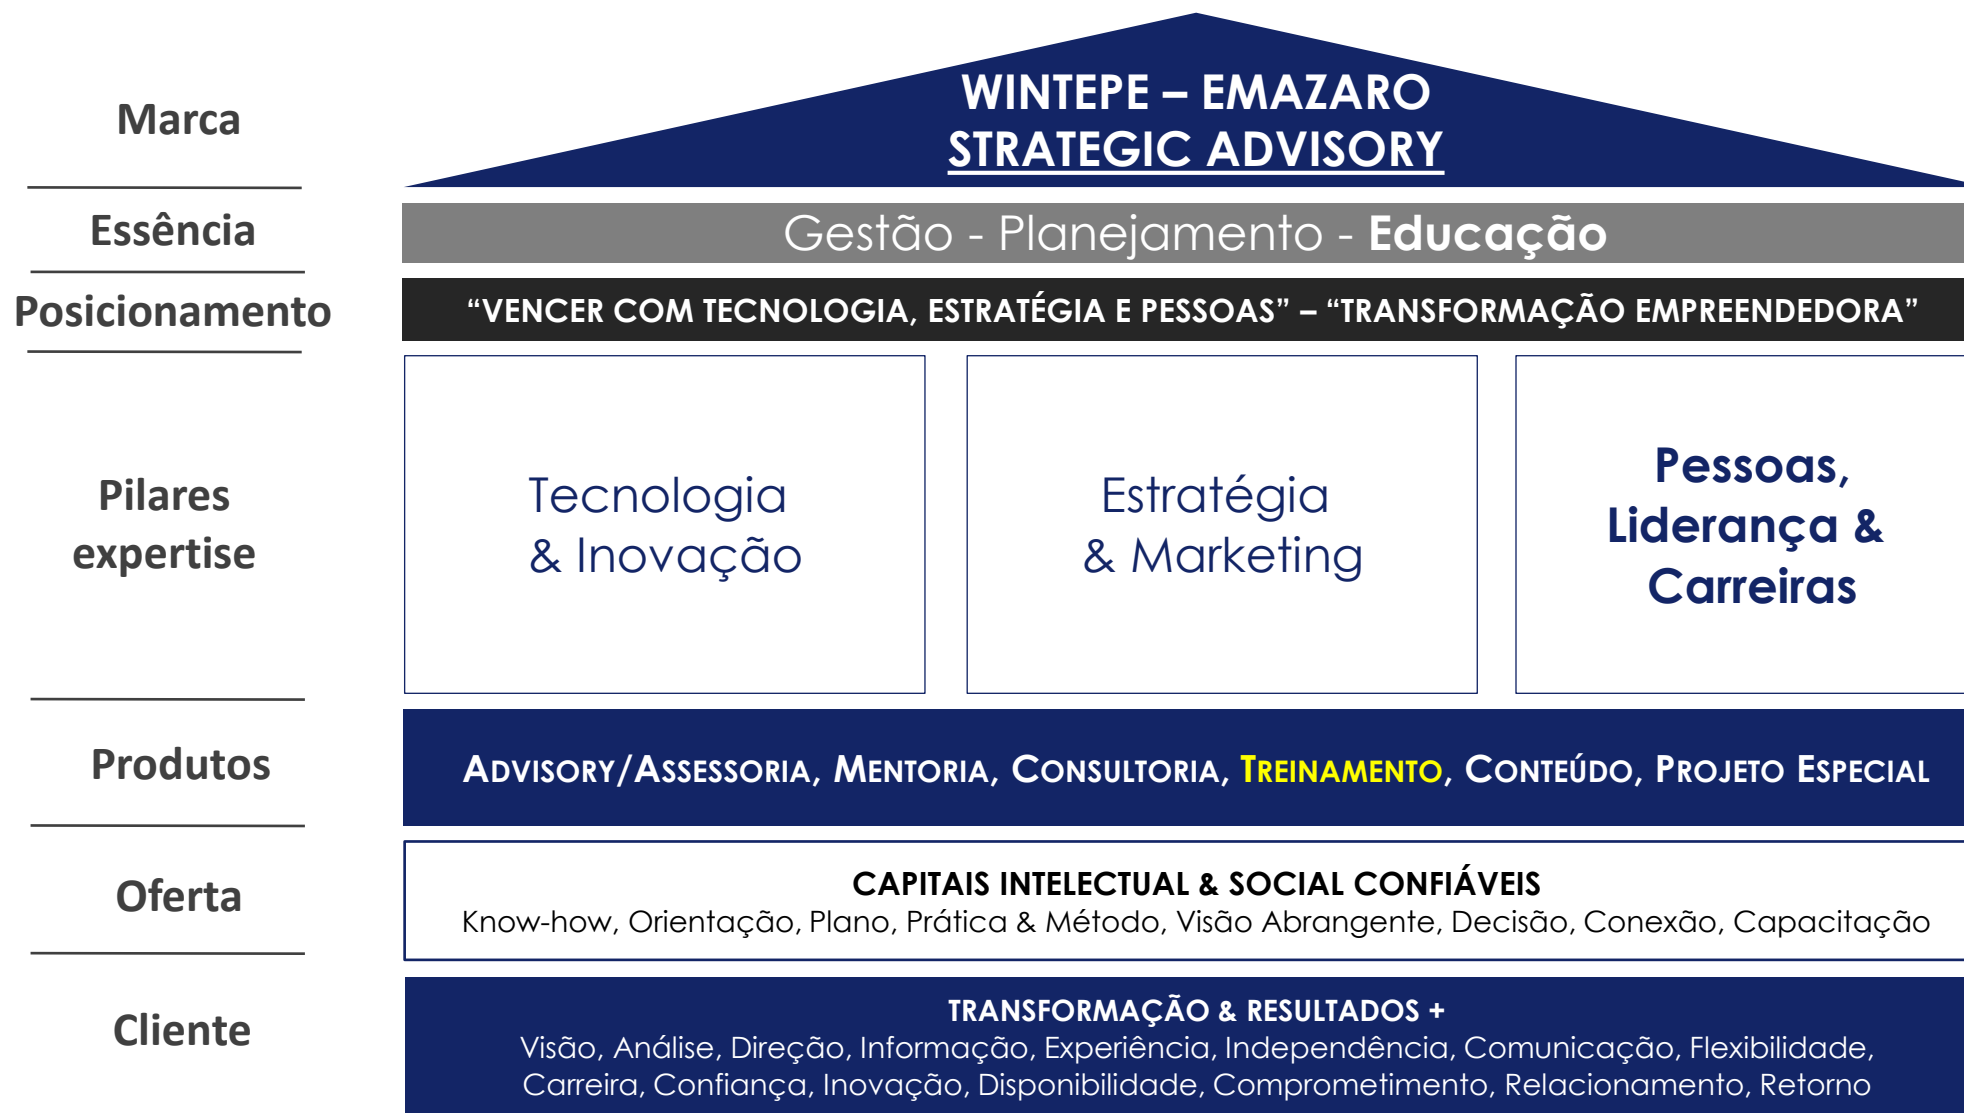 Marca
WINTEPE – EMAZARO
STRATEGIC ADVISORY
Essência
Gestão - Planejamento - Educação
Posicionamento
“VENCER COM TECNOLOGIA, ESTRATÉGIA E PESSOAS” – “TRANSFORMAÇÃO EMPREENDEDORA”
Pilares
expertise
Tecnologia
& Inovação
Estratégia
& Marketing
Pessoas,
Liderança &
Carreiras
Produtos
ADVISORY/ASSESSORIA, MENTORIA, CONSULTORIA, TREINAMENTO, CONTEÚDO, PROJETO ESPECIAL
Oferta
CAPITAIS INTELECTUAL & SOCIAL CONFIÁVEIS
Know-how, Orientação, Plano, Prática & Método, Visão Abrangente, Decisão, Conexão, Capacitação
Cliente
TRANSFORMAÇÃO & RESULTADOS +
Visão, Análise, Direção, Informação, Experiência, Independência, Comunicação, Flexibilidade,
Carreira, Confiança, Inovação, Disponibilidade, Comprometimento, Relacionamento, Retorno